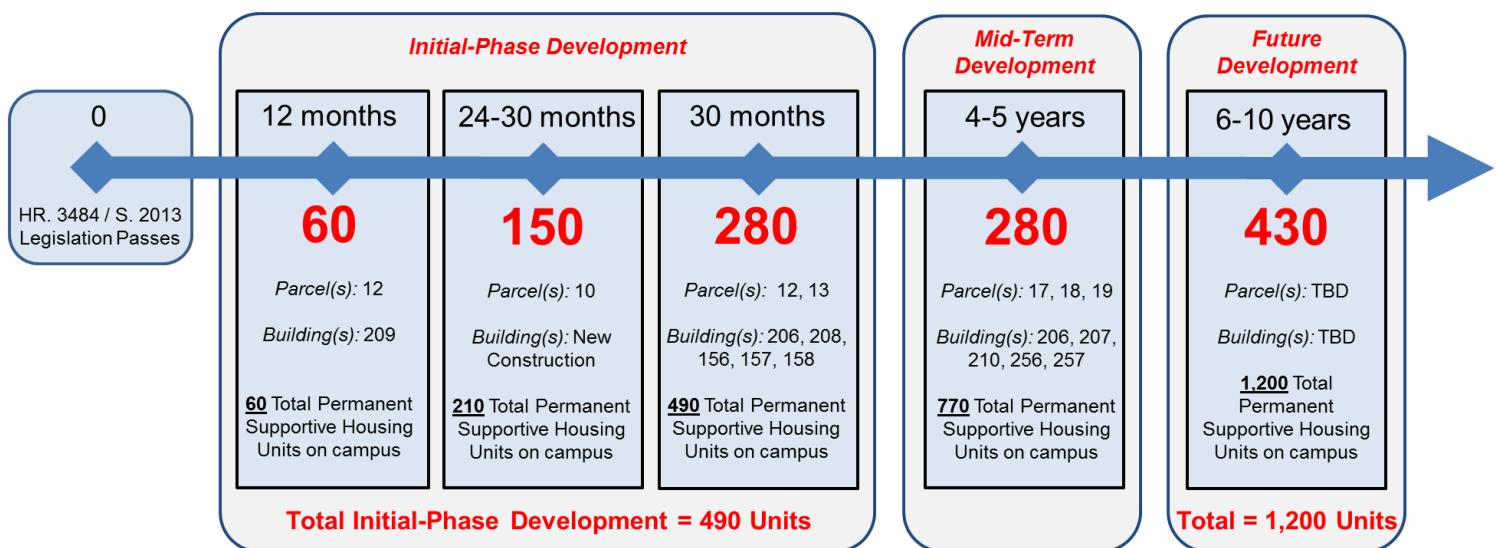 Initial-Phase Development
Mid-Term
Development
Future
Development
0
HR. 3484 / S. 2013
Legislation Passes
12 months
60
Parcel(s): 12
Building(s): 209
60 Total Permanent
Supportive Housing
Units on campus
24-30 months
150
Parcel(s): 10
Building(s): New
Construction
210 Total Permanent
Supportive Housing
Units on campus
30 months
280
Parcel(s): 12, 13
Building(s): 206, 208,
156, 157, 158
490 Total Permanent
Supportive Housing
Units on campus
4-5 years
280
Parcel(s): 17, 18, 19
Building(s): 206, 207,
210, 256, 257
770 Total Permanent
Supportive Housing
Units on campus
6-10 years
430
Parcel(s): TBD
Building(s): TBD
1,200 Total
Permanent
Supportive Housing
Units on campus
Total Initial-Phase Development = 490 Units
Total = 1,200 Units